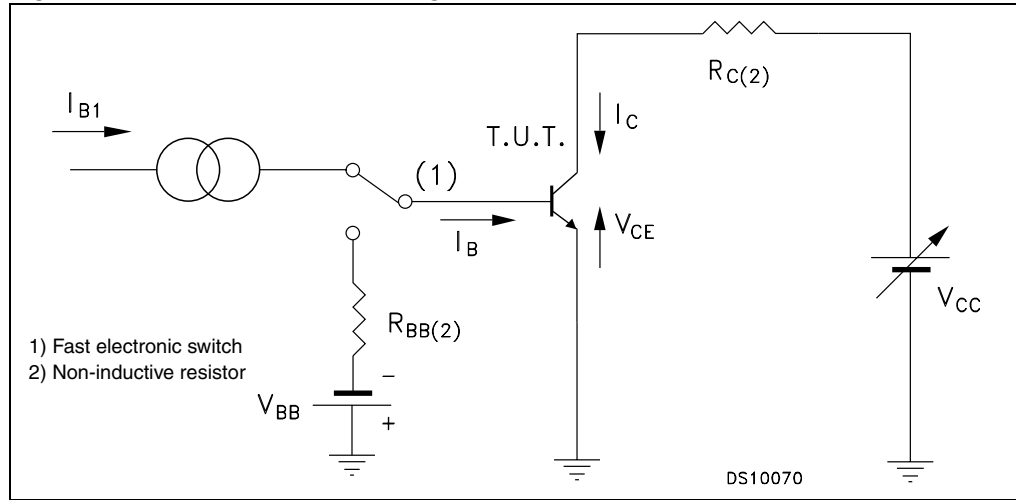 I_B1
R_C(2)
I_C
T.U.T.
(1)
V_CE
I_B
V_CC
R_BB(2)
1) Fast electronic switch
2) Non-inductive resistor
−
V_BB
+
DS10070